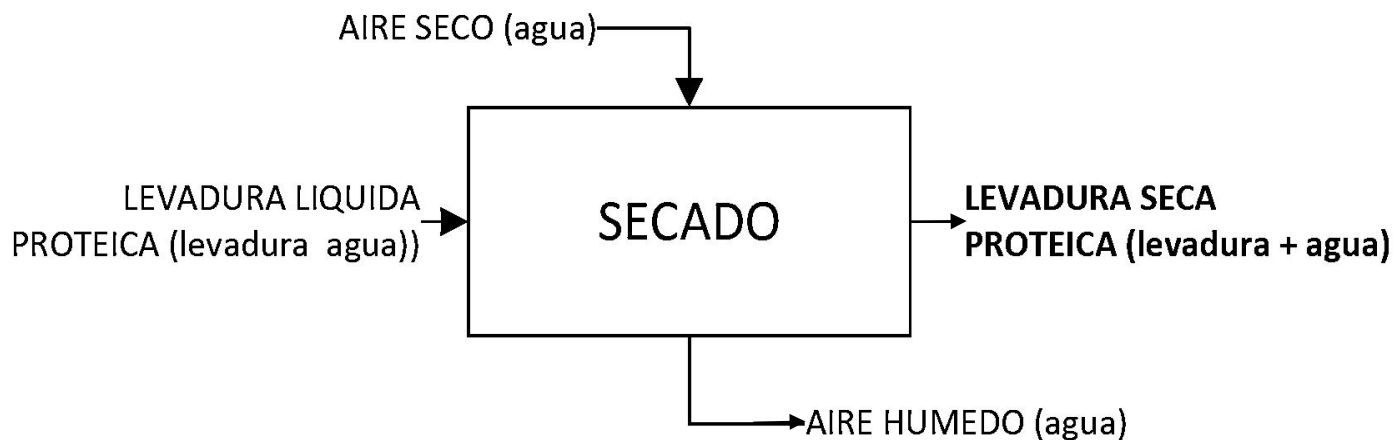 AIRE SECO (agua)
LEVADURA LIQUIDA
PROTEICA (levadura  agua))
SECADO
LEVADURA SECA
PROTEICA (levadura + agua)
AIRE HUMEDO (agua)